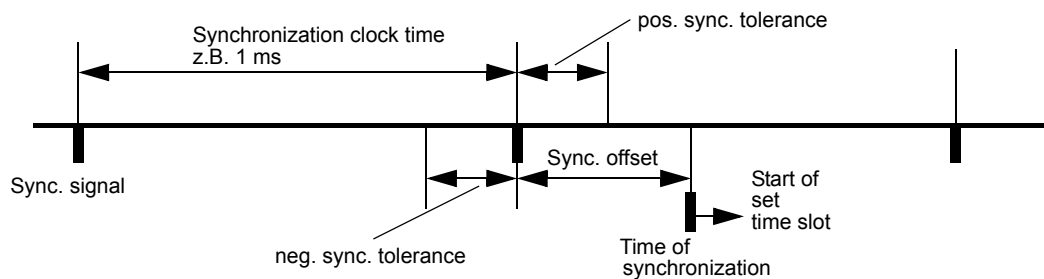 pos. sync. tolerance
Synchronization clock time
z.B. 1 ms
Sync. offset
Sync. signal
Start of
set
time slot
neg. sync. tolerance
Time of
synchronization